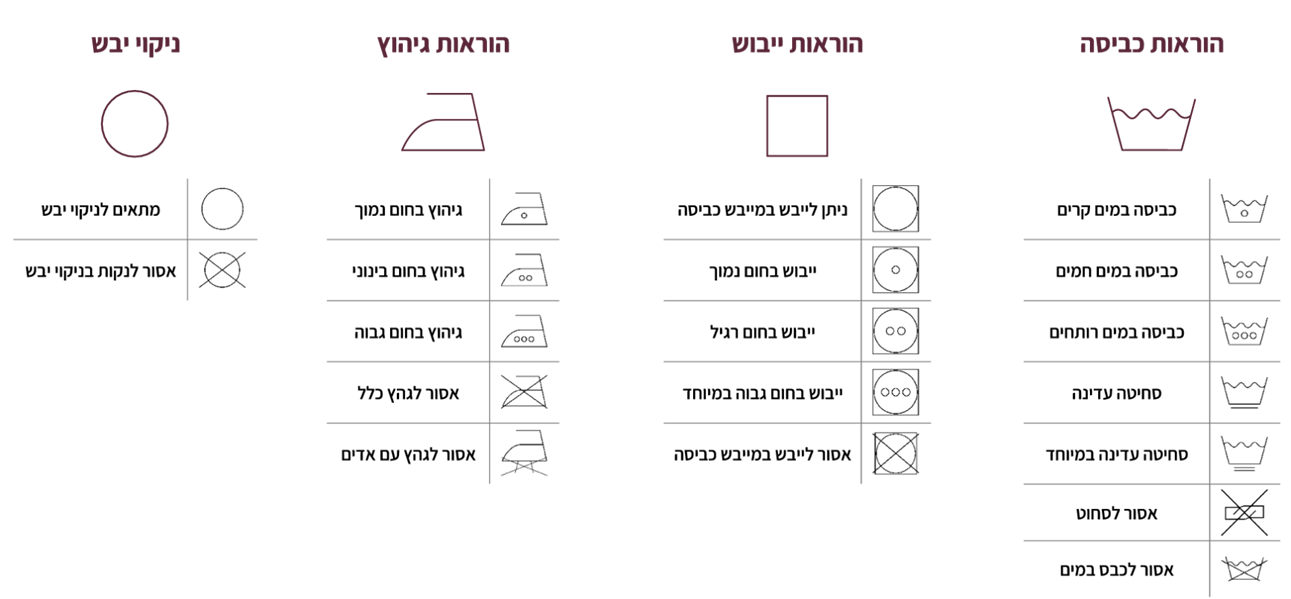 הוראות כביסה
כביסה במים קרים
כביסה במים חמים
כביסה במים רותחים
סחיטה עדינה
סחיטה עדינה במיוחד
אסור לסחוט
אסור לכבס במים
הוראות ייבוש
ניתן לייבש במייבש כביסה
ייבוש בחום נמוך
ייבוש בחום רגיל
ייבוש בחום גבוה במיוחד
אסור לייבש במייבש כביסה
הוראות גיהוץ
גיהוץ בחום נמוך
גיהוץ בחום בינוני
גיהוץ בחום גבוה
אסור לגהץ כלל
אסור לגהץ עם אדים
ניקוי יבש
מתאים לניקוי יבש
אסור לנקות בניקוי יבש